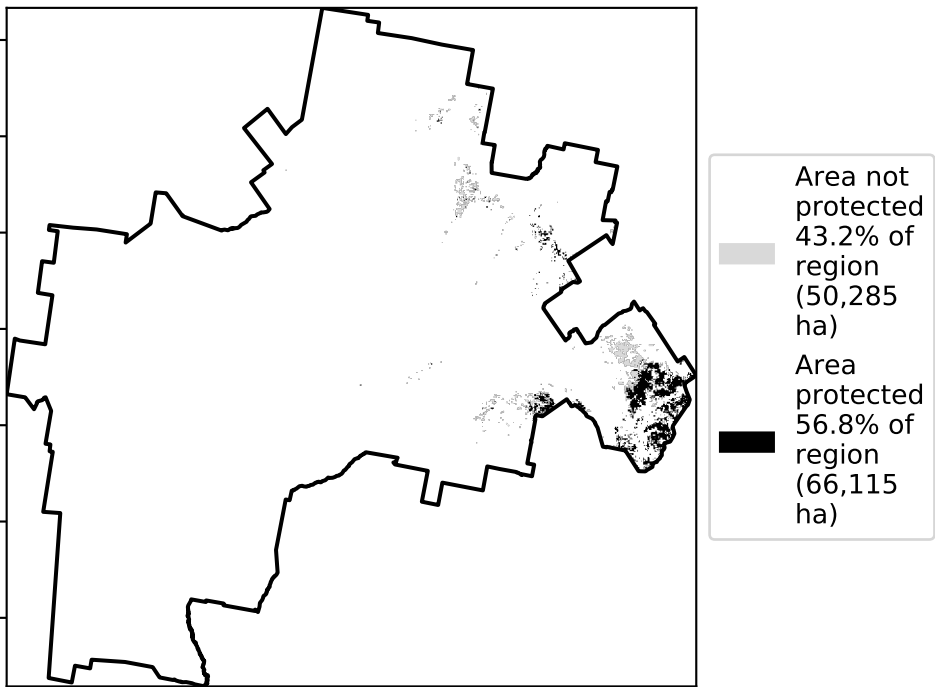 Area not
protected
43.2% of
region
(50,285
ha)
Area
protected
56.8% of
region
(66,115
ha)